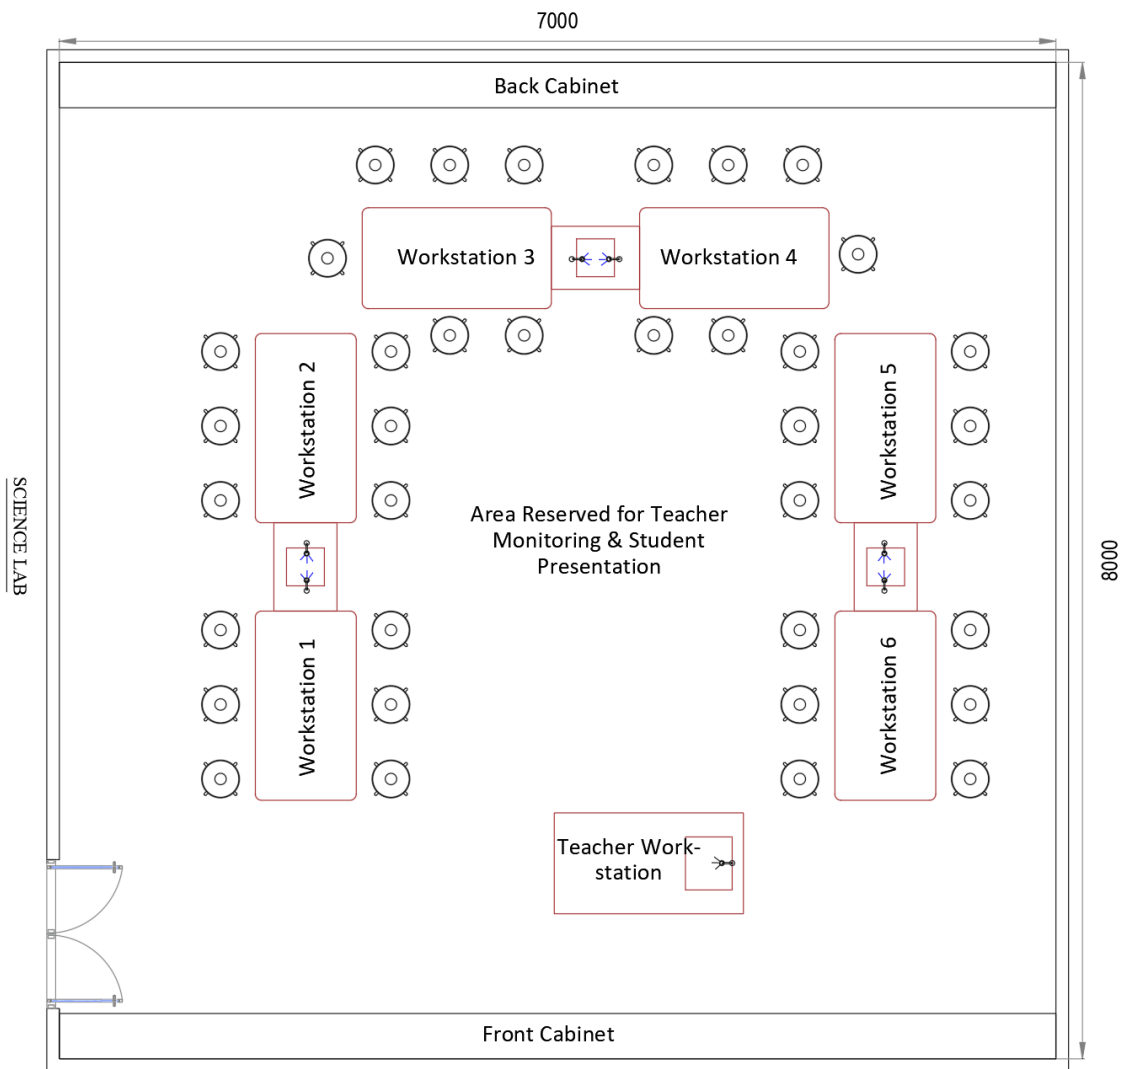 7000
Back Cabinet
Workstation 3
Workstation 4
Workstation 2
Workstation 5
SCIENCE LAB
Area Reserved for Teacher
Monitoring & Student
Presentation
8000
Workstation 1
Workstation 6
Teacher Work-
station
Front Cabinet